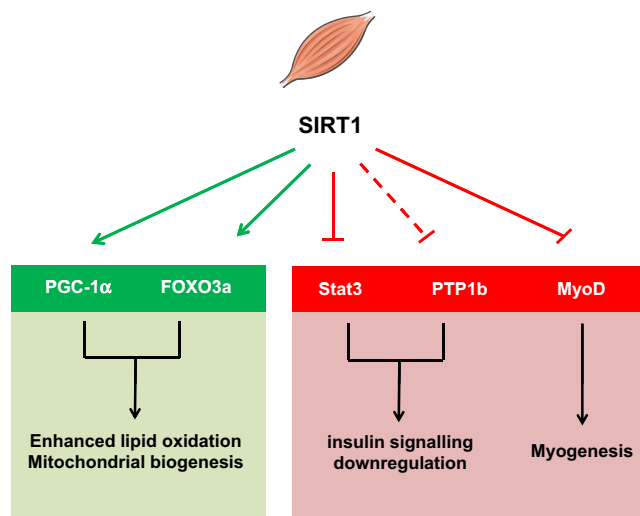 SIRT1
PGC-1α FOXO3a
Stat3 PTP1b MyoD
Enhanced lipid oxidation
Mitochondrial biogenesis
insulin signalling
downregulation
Myogenesis